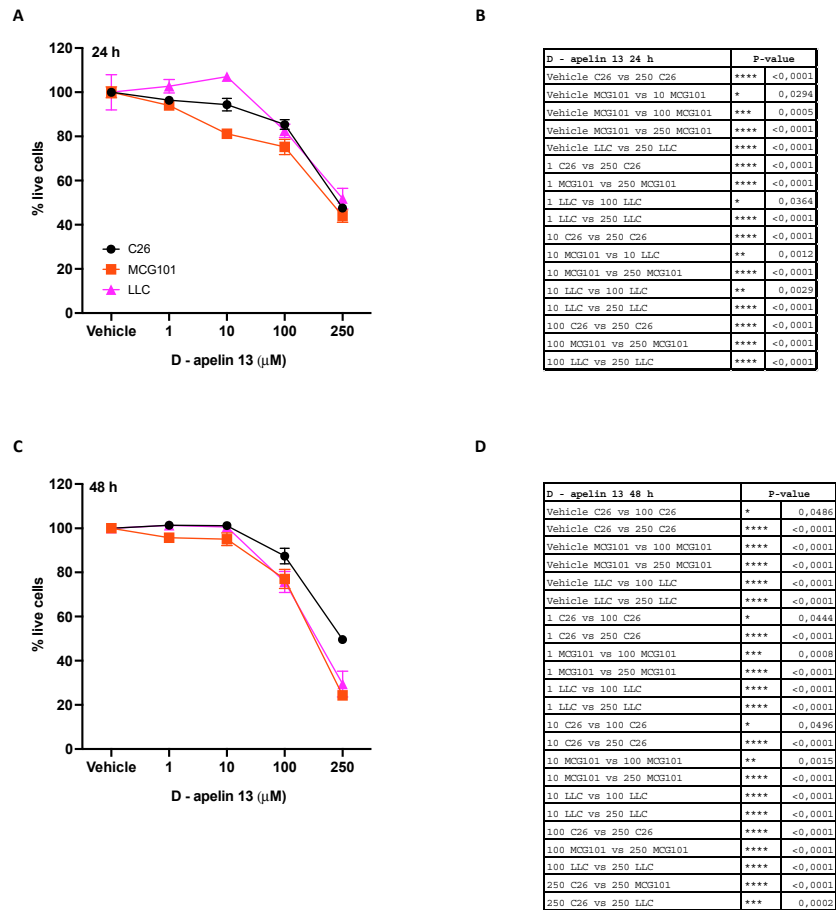 A
24 h
120
100
80
60
40
20
0
% live cells
C26
MCG101
LLC
Vehicle 1 10 100 250
D - apelin 13 (μM)
B
D - apelin 13 24 h P-value
Vehicle C26 vs 250 C26 **** <0,0001
Vehicle MCG101 vs 10 MCG101 * 0,0294
Vehicle MCG101 vs 100 MCG101 *** 0,0005
Vehicle MCG101 vs 250 MCG101 **** <0,0001
Vehicle LLC vs 250 LLC **** <0,0001
1 C26 vs 250 C26 **** <0,0001
1 MCG101 vs 250 MCG101 **** <0,0001
1 LLC vs 100 LLC * 0,0364
1 LLC vs 250 LLC **** <0,0001
10 C26 vs 250 C26 **** <0,0001
10 MCG101 vs 10 LLC ** 0,0012
10 MCG101 vs 250 MCG101 **** <0,0001
10 LLC vs 100 LLC ** 0,0029
10 LLC vs 250 LLC **** <0,0001
100 C26 vs 250 C26 **** <0,0001
100 MCG101 vs 250 MCG101 **** <0,0001
100 LLC vs 250 LLC **** <0,0001
C
48 h
120
100
80
60
40
20
0
% live cells
Vehicle 1 10 100 250
D - apelin 13 (μM)
D
D - apelin 13 48 h P-value
Vehicle C26 vs 100 C26 * 0,0486
Vehicle C26 vs 250 C26 **** <0,0001
Vehicle MCG101 vs 100 MCG101 **** <0,0001
Vehicle MCG101 vs 250 MCG101 **** <0,0001
Vehicle LLC vs 100 LLC **** <0,0001
Vehicle LLC vs 250 LLC **** <0,0001
1 C26 vs 100 C26 * 0,0444
1 C26 vs 250 C26 **** <0,0001
1 MCG101 vs 100 MCG101 *** 0,0008
1 MCG101 vs 250 MCG101 **** <0,0001
1 LLC vs 100 LLC **** <0,0001
1 LLC vs 250 LLC **** <0,0001
10 C26 vs 100 C26 * 0,0496
10 C26 vs 250 C26 **** <0,0001
10 MCG101 vs 100 MCG101 ** 0,0015
10 MCG101 vs 250 MCG101 **** <0,0001
10 LLC vs 100 LLC **** <0,0001
10 LLC vs 250 LLC **** <0,0001
100 C26 vs 250 C26 **** <0,0001
100 MCG101 vs 250 MCG101 **** <0,0001
100 LLC vs 250 LLC **** <0,0001
250 C26 vs 250 MCG101 **** <0,0001
250 C26 vs 250 LLC *** 0,0002